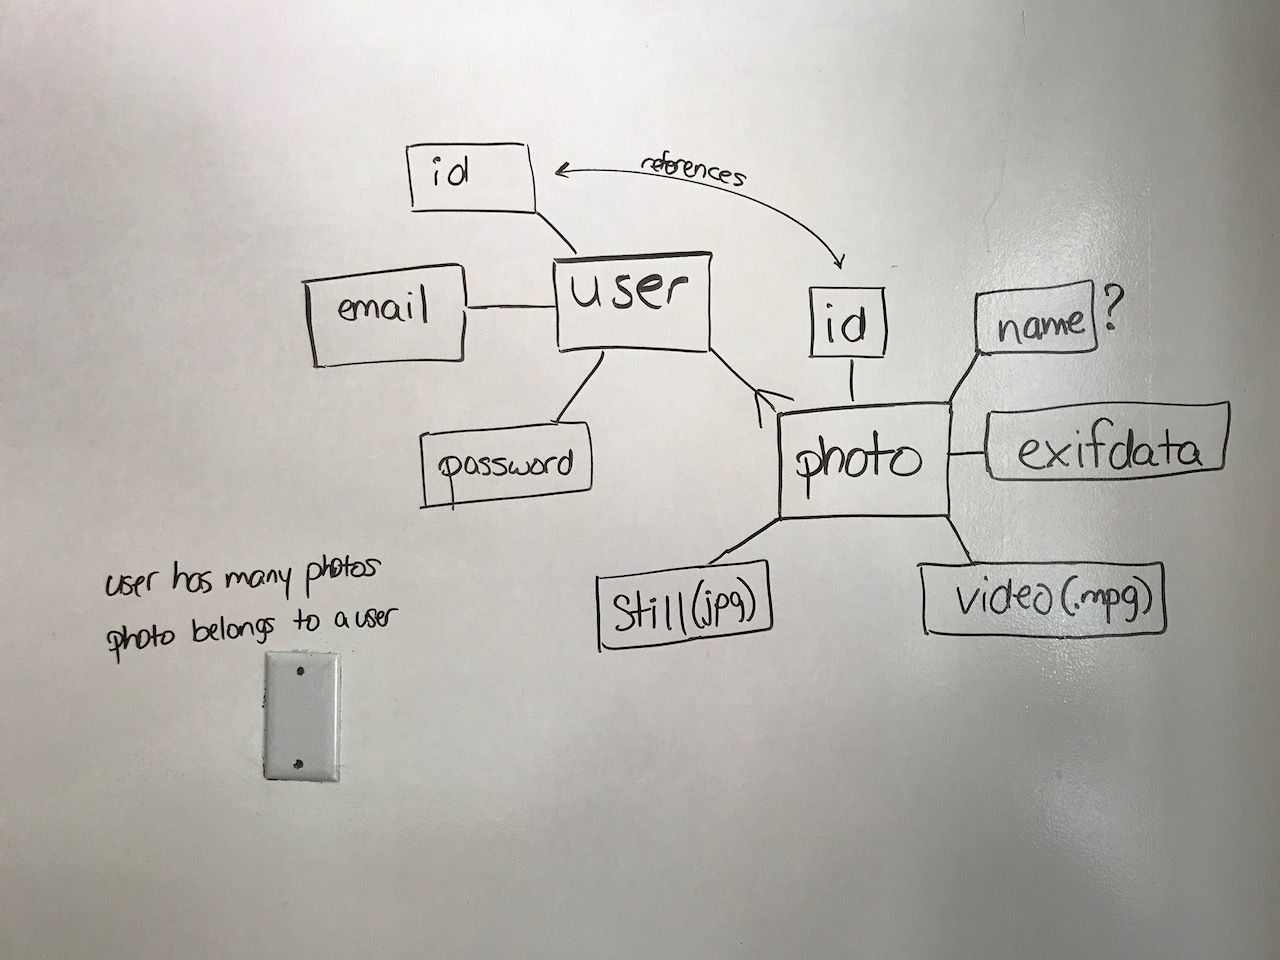 id
references
user
email
id
name ?
photo
exifdata
password
Still(jpg)
video(.mpg)
user has many photos
photo belongs to a user